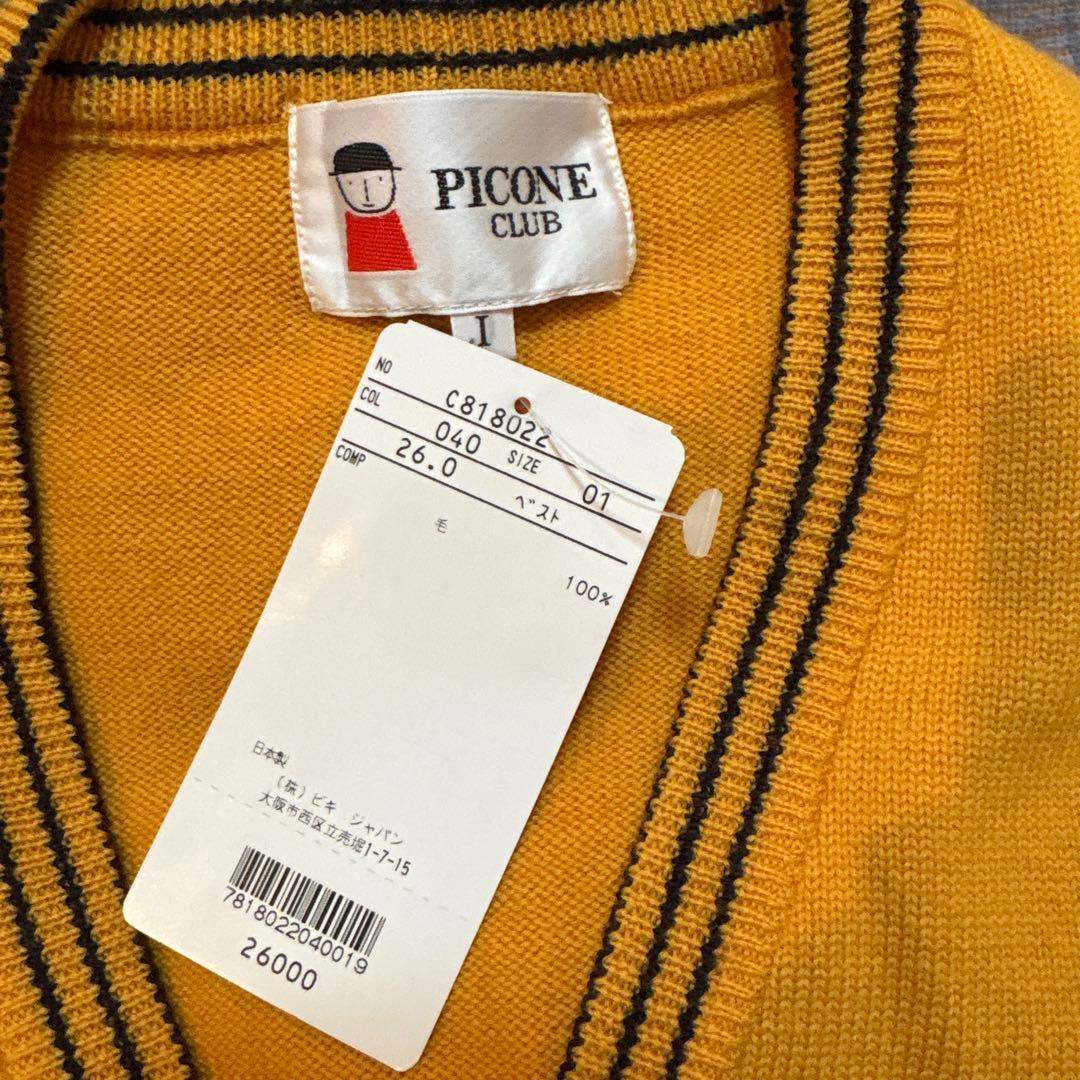 PICONE
CLUB
I
NO C818022
COL 040 SIZE 01
COMP 26.0 ベスト
毛
100%
日本製
(株)ビキ ジャパン
大阪市西区立売堀1-7-15
7818022040019
26000